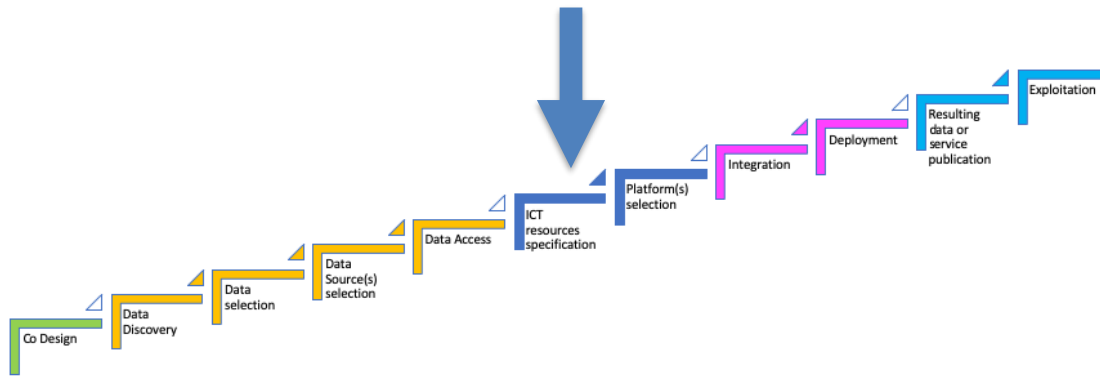 Co Design
Data
Discovery
Data
selection
Data
Source(s)
selection
Data Access
ICT
resources
specification
Platform(s)
selection
Integration
Deployment
Resulting
data or
service
publication
Exploitation